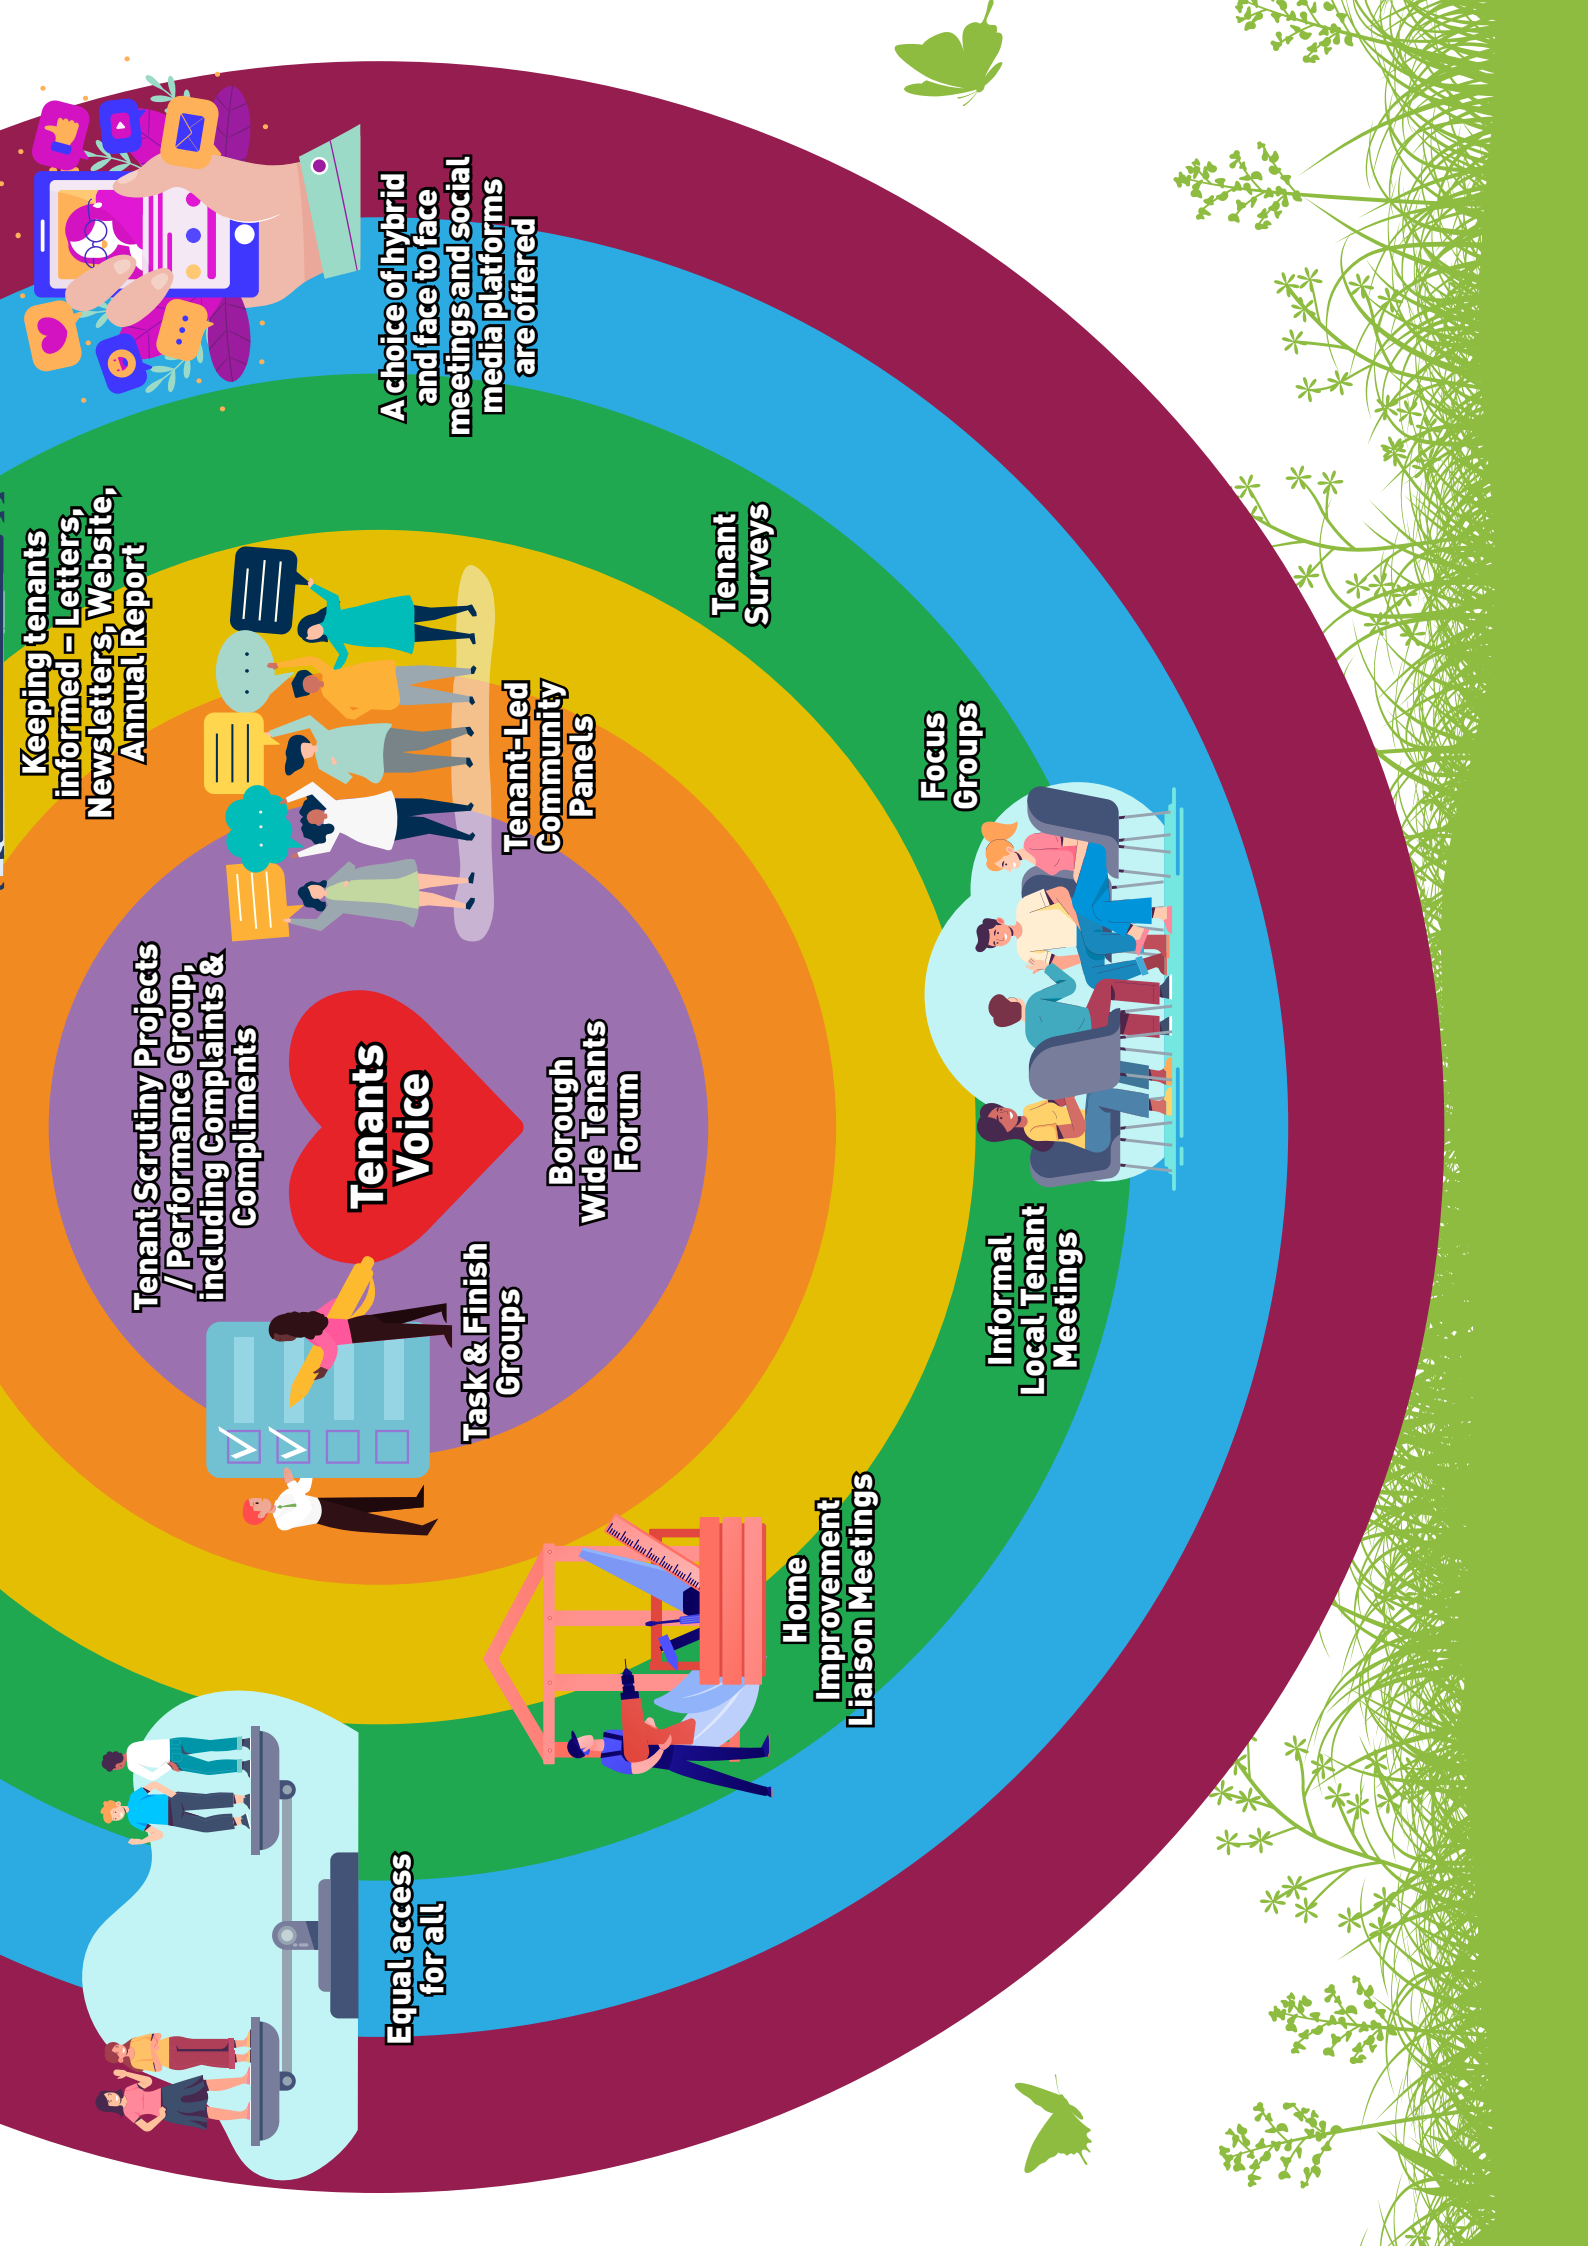 Keeping tenants
informed – Letters,
Newsletters, Website,
Annual Report
Tenant Scrutiny Projects
/ Performance Group,
including Complaints &
Compliments
Tenants
Voice
A choice of hybrid
and face to face
meetings and social
media platforms
are offered
Tenant-Led
Community
Panels
Borough
Wide Tenants
Forum
Task & Finish
Groups
Equal access
for all
Tenant
Surveys
Home
Improvement
Liaison Meetings
Focus
Groups
Informal
Local Tenant
Meetings